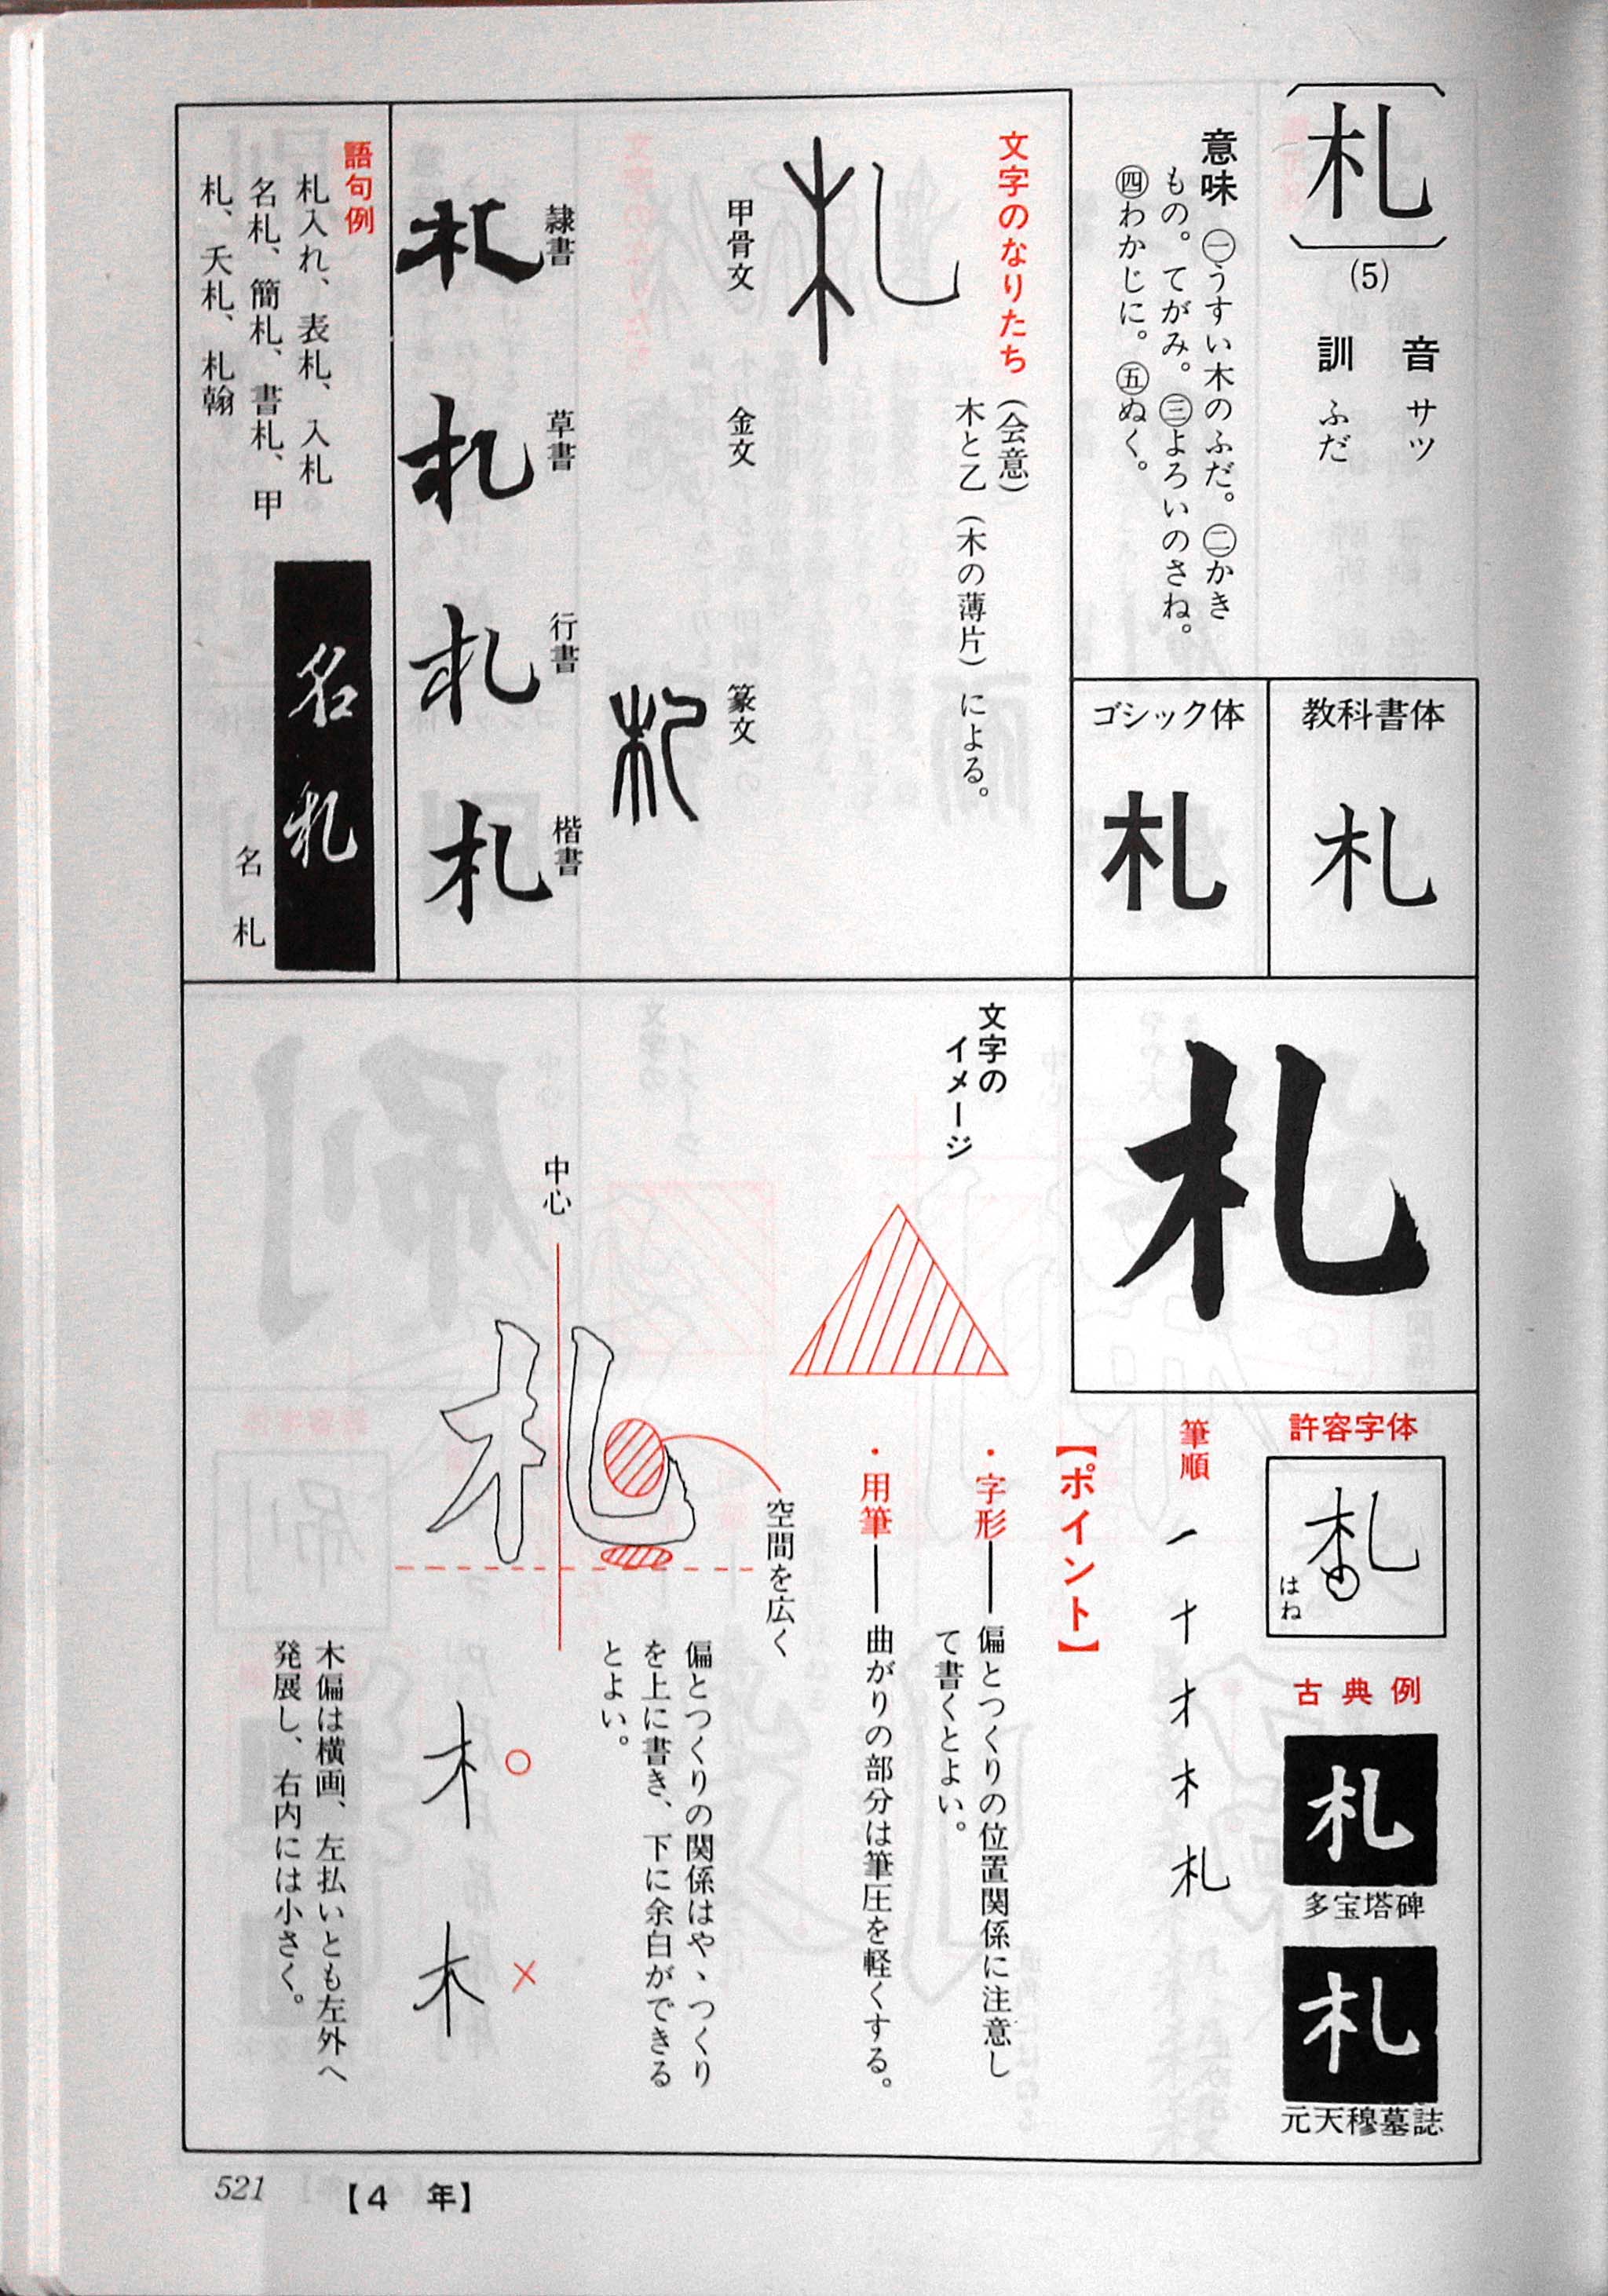 札
(5)
音 サツ
訓 ふだ
意味 ㊀うすい木のふだ。㊁かき
もの。てがみ。㊂よろいのさね。
㊃わかじに。㊄ぬく。
教科書体
札
ゴシック体
札
文字のなりたち
(会意)
木と乙(木の薄片)による。
札
甲骨文
金文
篆文
札
隷書
草書
行書
楷書
札
札
札
札
語句例
札入れ、表札、入札
名札、簡札、書札、甲
札、夭札、札翰
名札
名札
札
許容字体
札
はね
古典例
札
多宝塔碑
札
元天穆墓誌
筆順
一 十 才 木 札
【ポイント】
・字形――偏とつくりの位置関係に注意し
て書くとよい。
・用筆――曲がりの部分は筆圧を軽くする。
文字の
イメージ
中心
札
空間を広く
偏とつくりの関係はやゝつくり
を上に書き、下に余白ができる
とよい。
木 ○
木 ×
木偏は横画、左払いとも左外へ
発展し、右内には小さく。
521
【4 年】